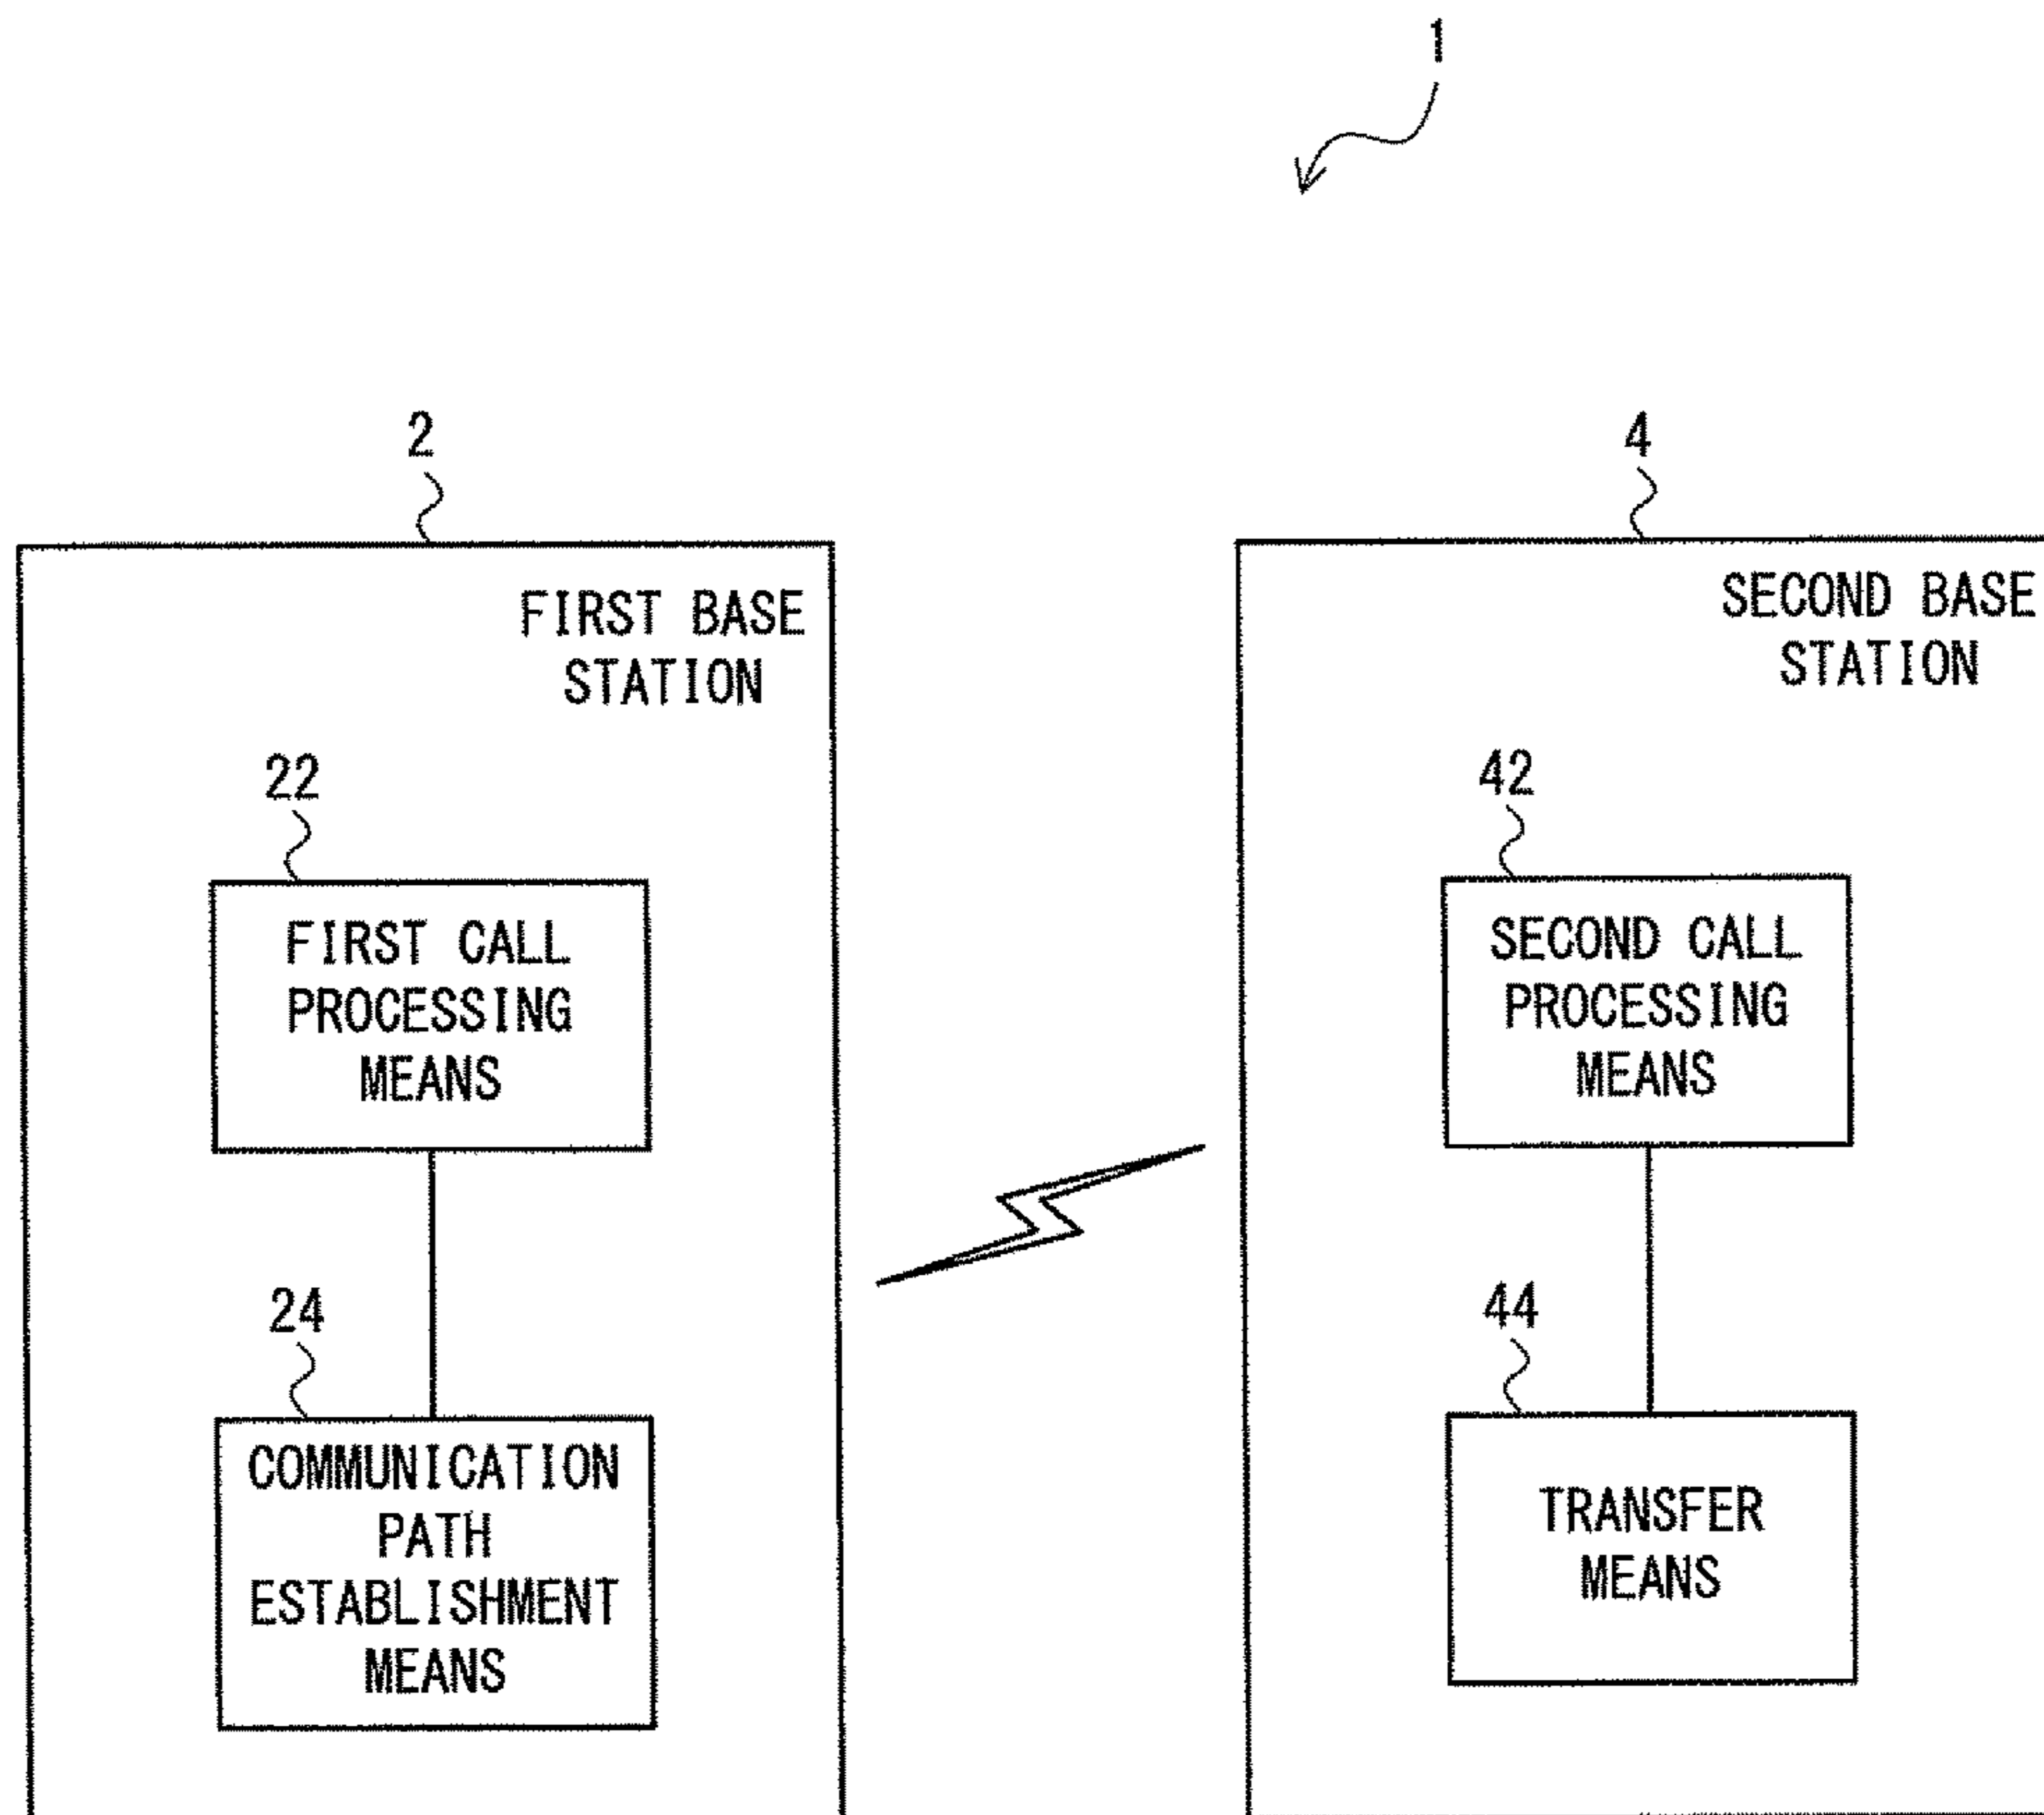 1
2
FIRST BASE
STATION
22
FIRST CALL
PROCESSING
MEANS
24
COMMUNICATION
PATH
ESTABLISHMENT
MEANS
4
SECOND BASE
STATION
42
SECOND CALL
PROCESSING
MEANS
44
TRANSFER
MEANS